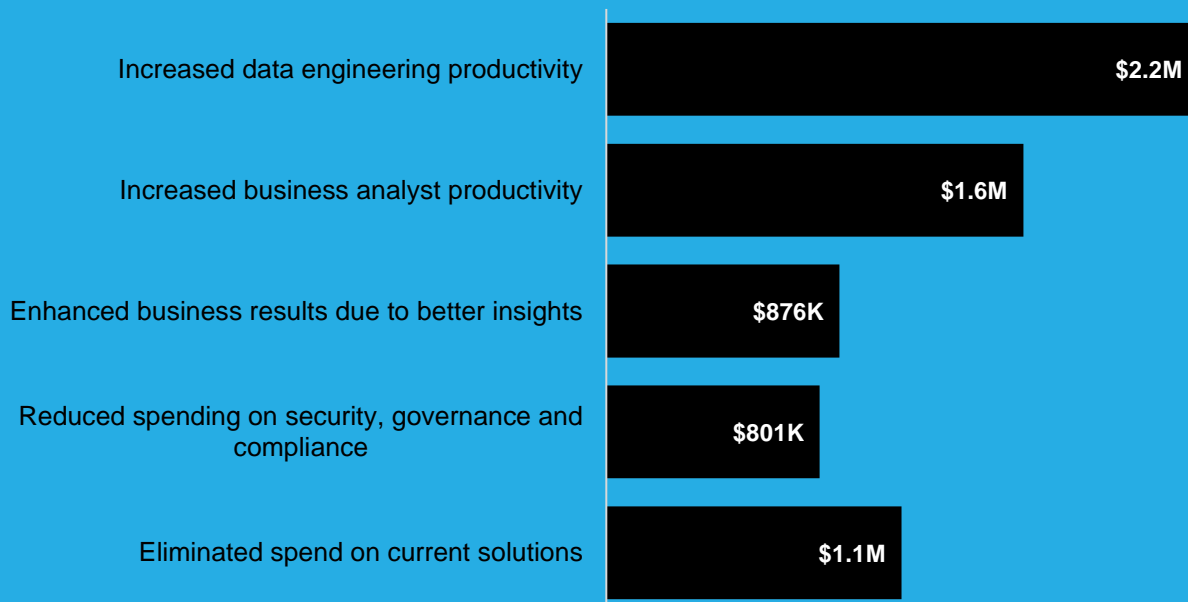 Increased data engineering productivity
$2.2M
Increased business analyst productivity
$1.6M
Enhanced business results due to better insights
$876K
Reduced spending on security, governance and
compliance
$801K
Eliminated spend on current solutions
$1.1M